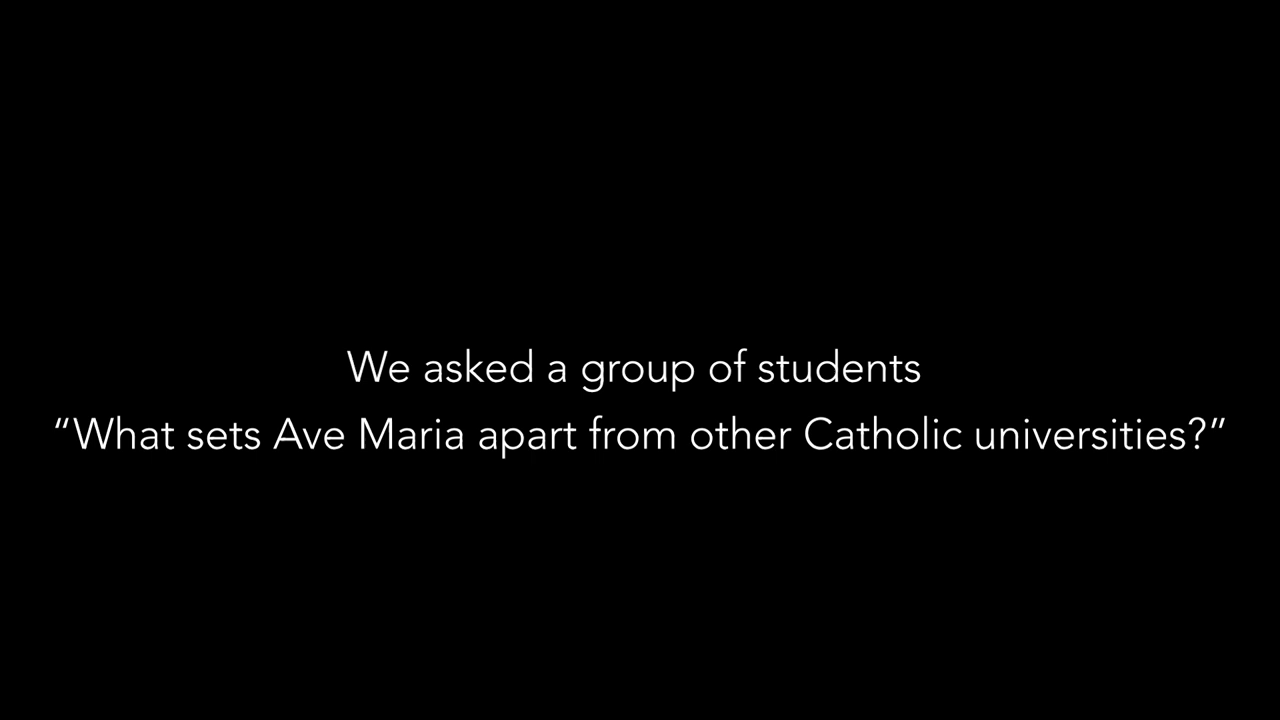 We asked a group of students
“What sets Ave Maria apart from other Catholic universities?”